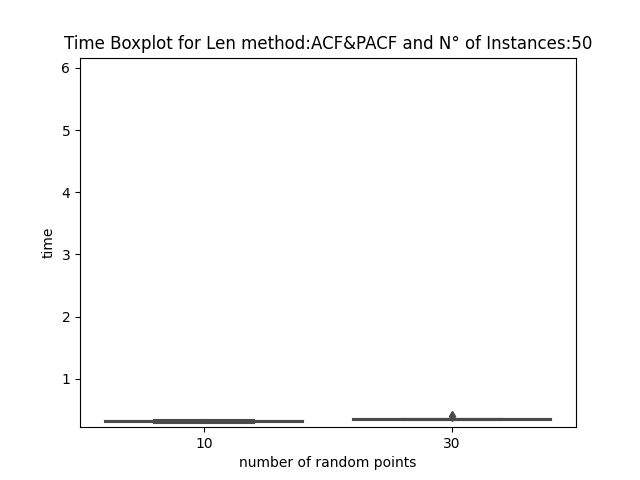 Time Boxplot for Len method:ACF&PACF and N° of Instances:50
6
5
4
3
2
1
time
10 30
number of random points